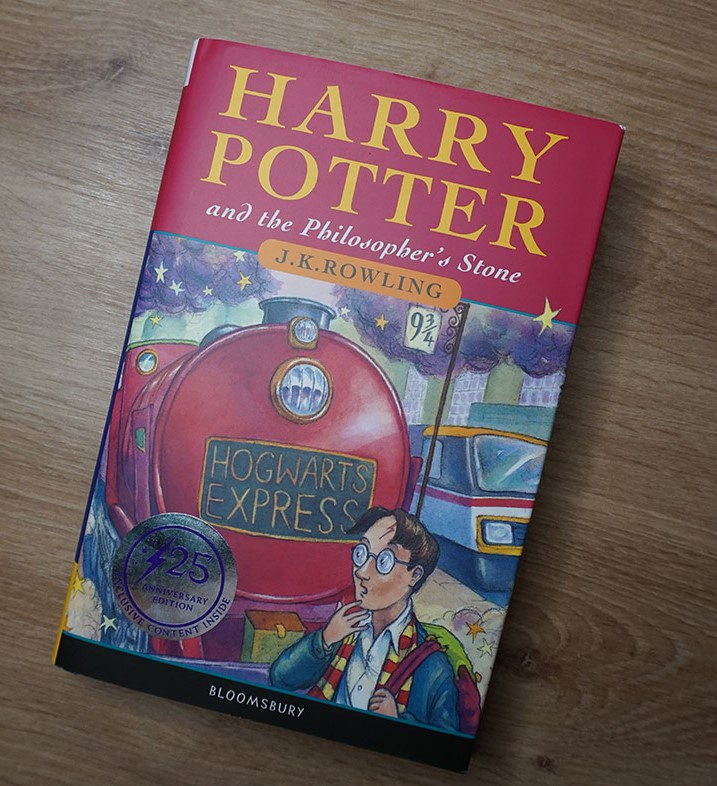 HARRY
POTTER
and the Philosopher's Stone
J.K.ROWLING
9¾
HOGWARTS
EXPRESS
25
ANNIVERSARY
EDITION
EXCLUSIVE CONTENT INSIDE
BLOOMSBURY